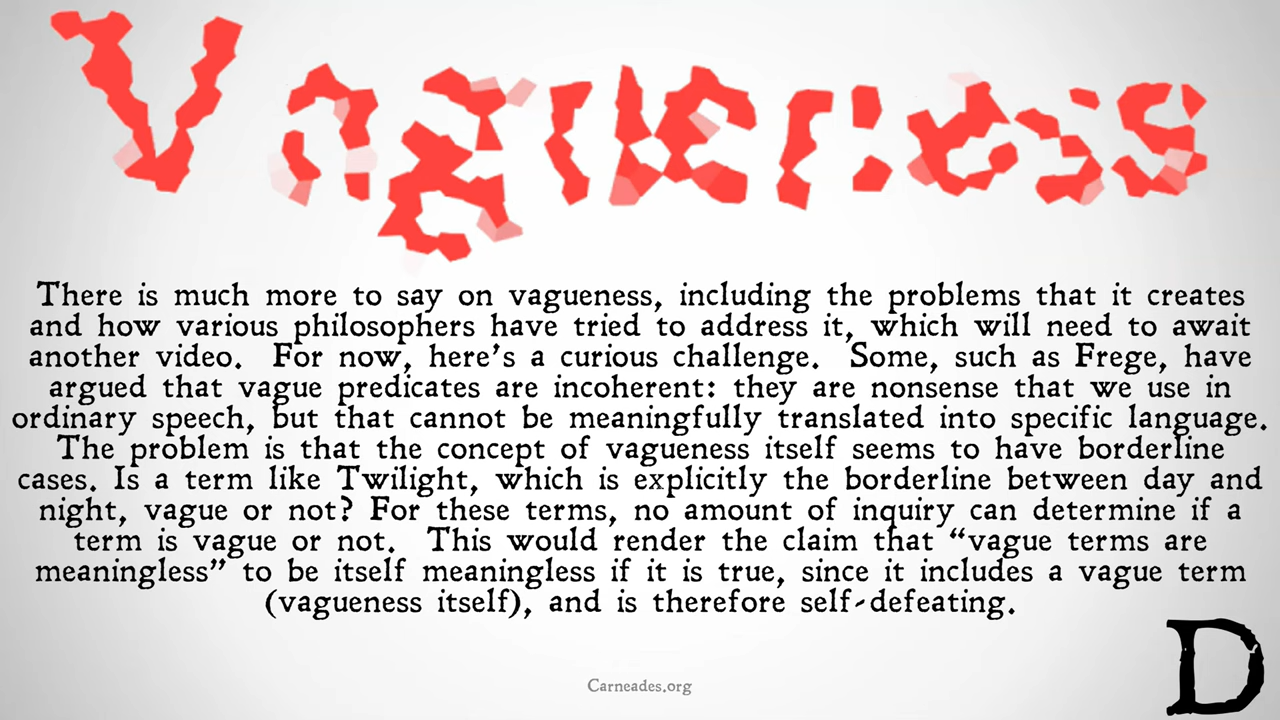 Vagueness
There is much more to say on vagueness, including the problems that it creates
and how various philosophers have tried to address it, which will need to await
another video. For now, here's a curious challenge. Some, such as Frege, have
argued that vague predicates are incoherent: they are nonsense that we use in
ordinary speech, but that cannot be meaningfully translated into specific language.
The problem is that the concept of vagueness itself seems to have borderline
cases. Is a term like Twilight, which is explicitly the borderline between day and
night, vague or not? For these terms, no amount of inquiry can determine if a
term is vague or not. This would render the claim that “vague terms are
meaningless” to be itself meaningless if it is true, since it includes a vague term
(vagueness itself), and is therefore self-defeating.
Carneades.org
D